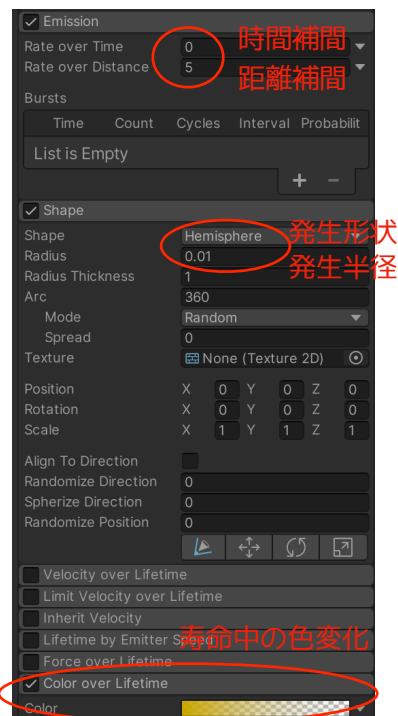 Emission
Rate over Time 0 時間補間
Rate over Distance 5 距離補間
Bursts
Time Count Cycles Interval Probabilit
List is Empty
+ −
Shape
Shape Hemisphere 発生形状
Radius 0.01 発生半径
Radius Thickness 1
Arc 360
Mode Random
Spread 0
Texture None (Texture 2D)
Position X 0 Y 0 Z 0
Rotation X 0 Y 0 Z 0
Scale X 1 Y 1 Z 1
Align To Direction
Randomize Direction 0
Spherize Direction 0
Randomize Position 0
Velocity over Lifetime
Limit Velocity over Lifetime
Inherit Velocity
Lifetime by Emitter Speed 寿命中の色変化
Force over Lifetime
Color over Lifetime
Color